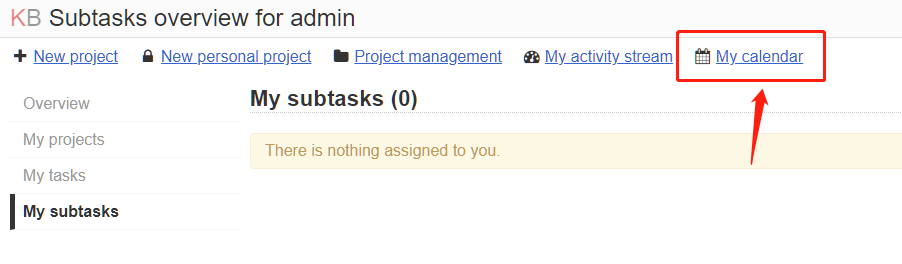 KB Subtasks overview for admin
New project New personal project Project management My activity stream My calendar
Overview
My projects
My tasks
My subtasks
My subtasks (0)
There is nothing assigned to you.